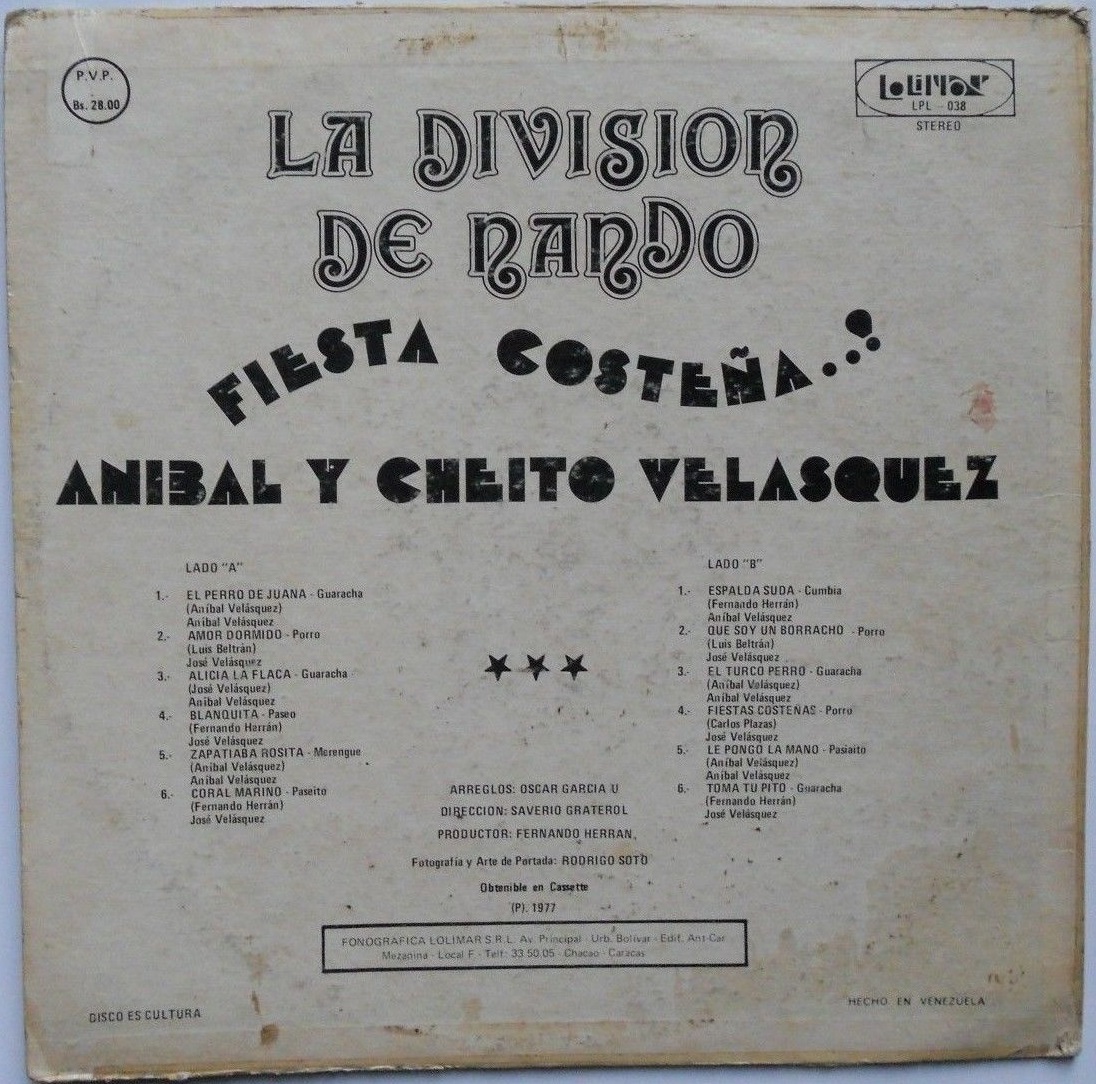 P.V.P.
Bs. 28.00
LOLIMAR
LPL - 038
STEREO
LA DIVISION
DE NANDO
FIESTA COSTEÑA..!
ANIBAL Y CHEITO VELASQUEZ
LADO "A"
1.- EL PERRO DE JUANA - Guaracha
(Aníbal Velásquez)
Aníbal Velásquez
2.- AMOR DORMIDO - Porro
(Luis Beltrán)
José Velásquez
3.- ALICIA LA FLACA - Guaracha
(José Velásquez)
Aníbal Velásquez
4.- BLANQUITA - Paseo
(Fernando Herrán)
José Velásquez
5.- ZAPATIABA ROSITA - Merengue
(Aníbal Velásquez)
Aníbal Velásquez
6.- CORAL MARINO - Paseito
(Fernando Herrán)
José Velásquez
LADO "B"
1.- ESPALDA SUDA - Cumbia
(Fernando Herrán)
Aníbal Velásquez
2.- QUE SOY UN BORRACHO - Porro
(Luis Beltrán)
José Velásquez
3.- EL TURCO PERRO - Guaracha
(Aníbal Velásquez)
Aníbal Velásquez
4.- FIESTAS COSTEÑAS - Porro
(Carlos Plazas)
José Velásquez
5.- LE PONGO LA MANO - Pasiaito
(Aníbal Velásquez)
Aníbal Velásquez
6.- TOMA TU PITO - Guaracha
(Fernando Herrán)
José Velásquez
ARREGLOS: OSCAR GARCIA U
DIRECCION: SAVERIO GRATEROL
PRODUCTOR: FERNANDO HERRAN.
Fotografía y Arte de Portada: RODRIGO SOTO
Obtenible en Cassette
(P). 1977
FONOGRAFICA LOLIMAR S.R.L. Av. Principal - Urb. Bolívar - Edif. Ant-Car
Mezanina - Local F - Telf: 33.50.05 - Chacao - Caracas
DISCO ES CULTURA
HECHO EN VENEZUELA